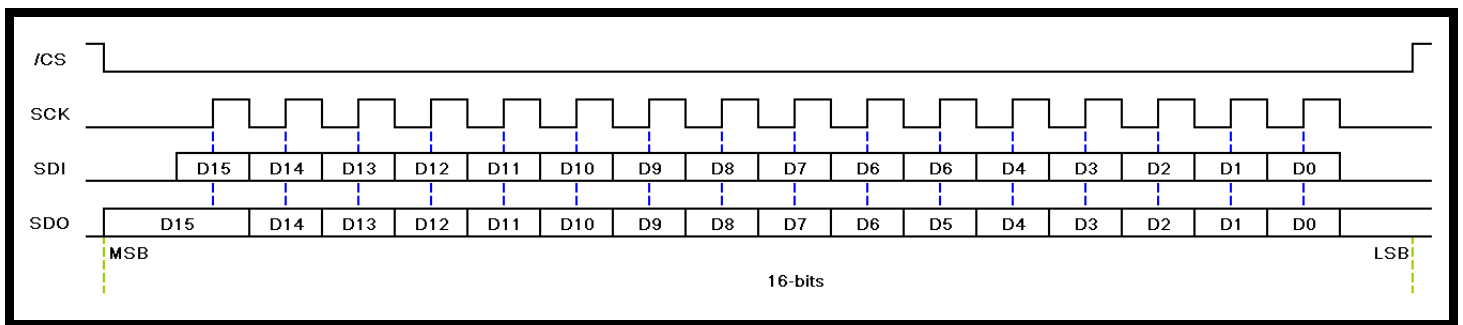 /CS
SCK
SDI D15 D14 D13 D12 D11 D10 D9 D8 D7 D6 D6 D4 D3 D2 D1 D0
SDO D15 D14 D13 D12 D11 D10 D9 D8 D7 D6 D5 D4 D3 D2 D1 D0
MSB LSB
16-bits